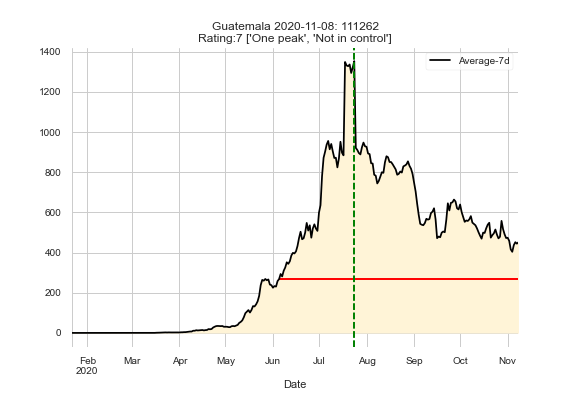 Guatemala 2020-11-08: 111262
Rating:7 ['One peak', 'Not in control']
Average-7d
1400
1200
1000
800
600
400
200
0
Feb Mar Apr May Jun Jul Aug Sep Oct Nov
2020
Date